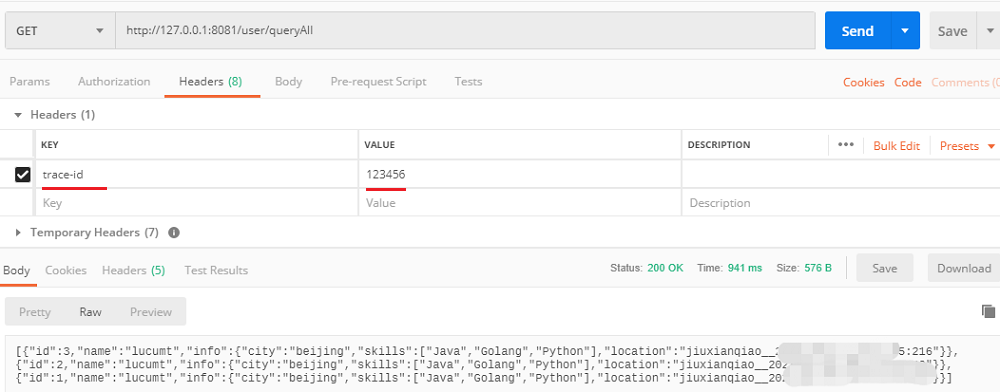 GET http://127.0.0.1:8081/user/queryAll Send Save
Params Authorization Headers (8) Body Pre-request Script Tests Cookies Code Comments (0
Headers (1)
KEY VALUE DESCRIPTION ••• Bulk Edit Presets
trace-id 123456
Key Value Description
Temporary Headers (7)
Body Cookies Headers (5) Test Results Status: 200 OK Time: 941 ms Size: 576 B Save Download
Pretty Raw Preview
[{"id":3,"name":"lucumt","info":{"city":"beijing","skills":["Java","Golang","Python"],"location":"jiuxianqiao__ 5:216"}},
{"id":2,"name":"lucumt","info":{"city":"beijing","skills":["Java","Golang","Python"],"location":"jiuxianqiao__202 "}},
{"id":1,"name":"lucumt","info":{"city":"beijing","skills":["Java","Golang","Python"],"location":"jiuxianqiao__202 "}}]